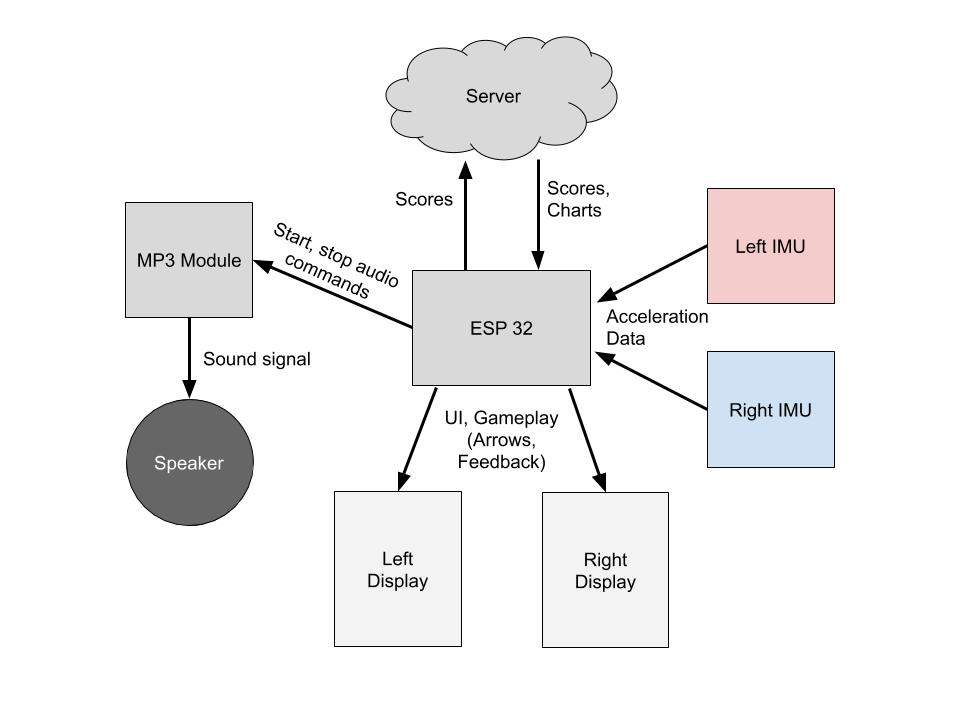 Server
Scores
Scores,
Charts
Start, stop audio
commands
MP3 Module
Left IMU
ESP 32
Acceleration
Data
Sound signal
Right IMU
UI, Gameplay
(Arrows,
Feedback)
Speaker
Left
Display
Right
Display